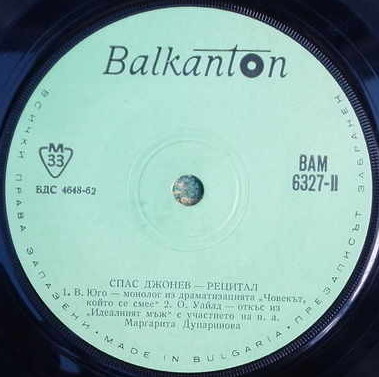 Balkanton
M
33
БДС 4648-62
ВАМ
6327-II
СПАС ДЖОНЕВ — РЕЦИТАЛ
1. В. Юго — монолог из драматизацията „Човекът,
който се смее“ 2. О. Уайлд — откъс из
„Идеалният мъж“ с участието на н. а.
Маргарита Дупаринова
ВСИЧКИ ПРАВА ЗАПАЗЕНИ • MADE IN BULGARIA • ПРЕЗАПИСЪТ ЗАБРАНЕН